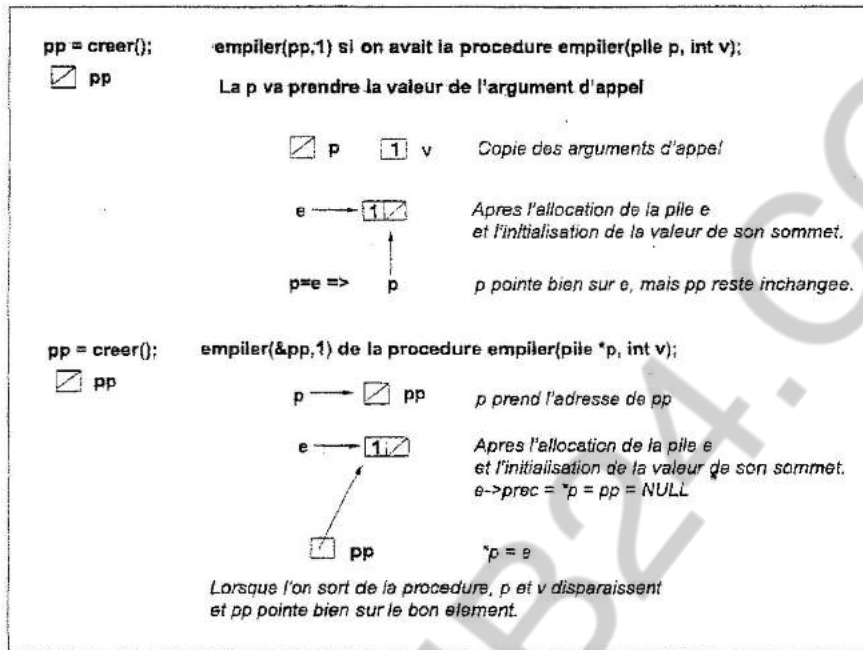 pp = creer(); empiler(pp,1) si on avait la procedure empiler(pile p, int v);
pp
La p va prendre la valeur de l'argument d'appel
p 1 v Copie des arguments d'appel
e 1 Apres l'allocation de la pile e
et l'initialisation de la valeur de son sommet.
p=e => p p pointe bien sur e, mais pp reste inchangee.
pp = creer(); empiler(&pp,1) de la procedure empiler(pile *p, int v);
pp
p pp p prend l'adresse de pp
e 1 Apres l'allocation de la pile e
et l'initialisation de la valeur de son sommet.
e->prec = *p = pp = NULL
pp *p = e
Lorsque l'on sort de la procedure, p et v disparaissent
et pp pointe bien sur le bon element.